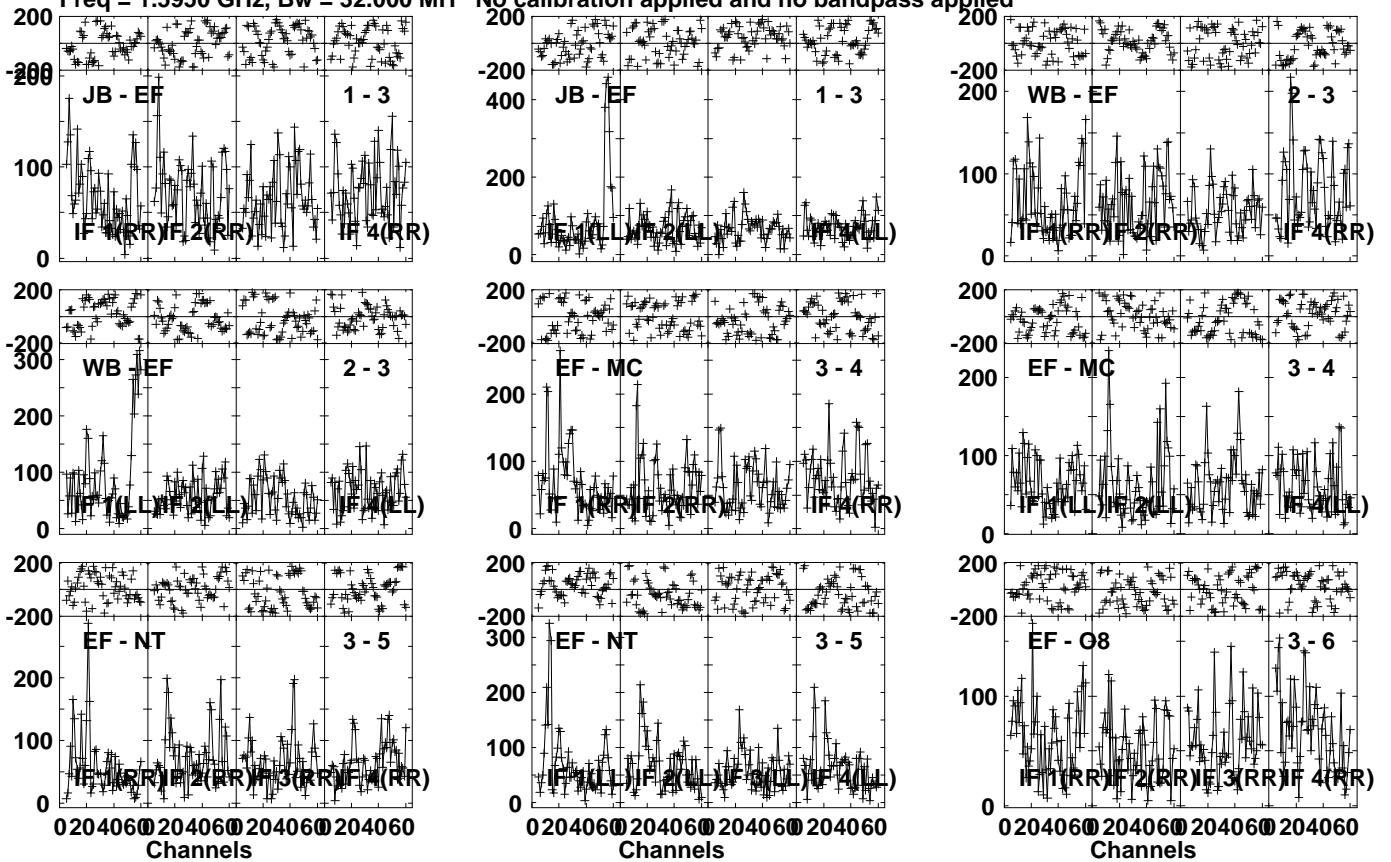 Freq = 1.5950 GHz, Bw = 32.000 MH No calibration applied and no bandpass applied
200 200 200
-200 -200 -200
200 JB - EF 1 - 3 400 JB - EF 1 - 3 200 WB - EF 2 - 3
100 200 100
IF 1(RR) IF 2(RR) IF 4(RR) IF 1(LL) IF 2(LL) IF 4(LL) IF 1(RR) IF 2(RR) IF 4(RR)
0 0 0
200 200 200
-200 -200 -200
300 WB - EF 2 - 3 EF - MC 3 - 4 EF - MC 3 - 4
200 200 200
100 100 100
IF 1(LL) IF 2(LL) IF 4(LL) IF 1(RR) IF 2(RR) IF 4(RR) IF 1(LL) IF 2(LL) IF 4(LL)
0 0 0
200 200 200
-200 -200 -200
EF - NT 3 - 5 300 EF - NT 3 - 5 EF - O8 3 - 6
200 200 100
100 100
IF 1(RR) IF 2(RR) IF 3(RR) IF 4(RR) IF 1(LL) IF 2(LL) IF 3(LL) IF 4(LL) IF 1(RR) IF 2(RR) IF 3(RR) IF 4(RR)
0 0 0
0 20 40 60 0 20 40 60 0 20 40 60 0 20 40 60 0 20 40 60 0 20 40 60 0 20 40 60 0 20 40 60 0 20 40 60 0 20 40 60 0 20 40 60 0 20 40 60
Channels Channels Channels